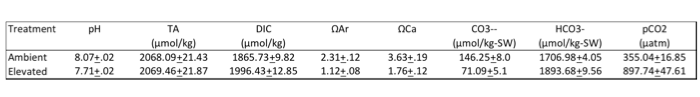 Treatment pH TA DIC ΩAr ΩCa CO3-- HCO3- pCO2
(μmol/kg) (μmol/kg) (μmol/kg-SW) (μmol/kg-SW) (μatm)
Ambient 8.07±.02 2068.09±21.43 1865.73±9.82 2.31±.12 3.63±.19 146.25±8.0 1706.98±4.05 355.04±16.85
Elevated 7.71±.02 2069.46±21.87 1996.43±12.85 1.12±.08 1.76±.12 71.09±5.1 1893.68±9.56 897.74±47.61